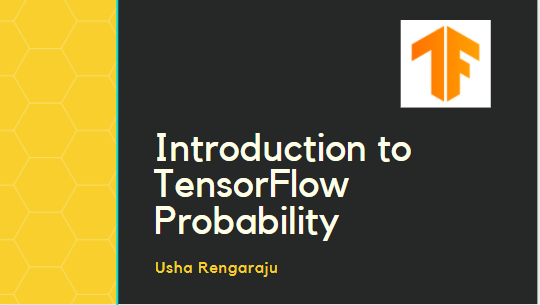 Introduction to
TensorFlow
Probability
Usha Rengaraju